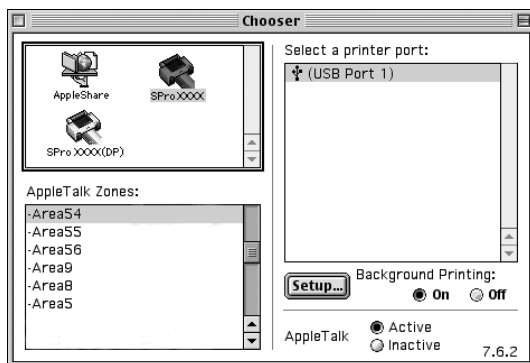 Chooser
AppleShare
SPro XXXX
SPro XXXX(DP)
AppleTalk Zones:
-Area54
-Area55
-Area56
-Area9
-Area8
-Area5
Select a printer port:
(USB Port 1)
Setup...
Background Printing:
On
Off
AppleTalk
Active
Inactive
7.6.2